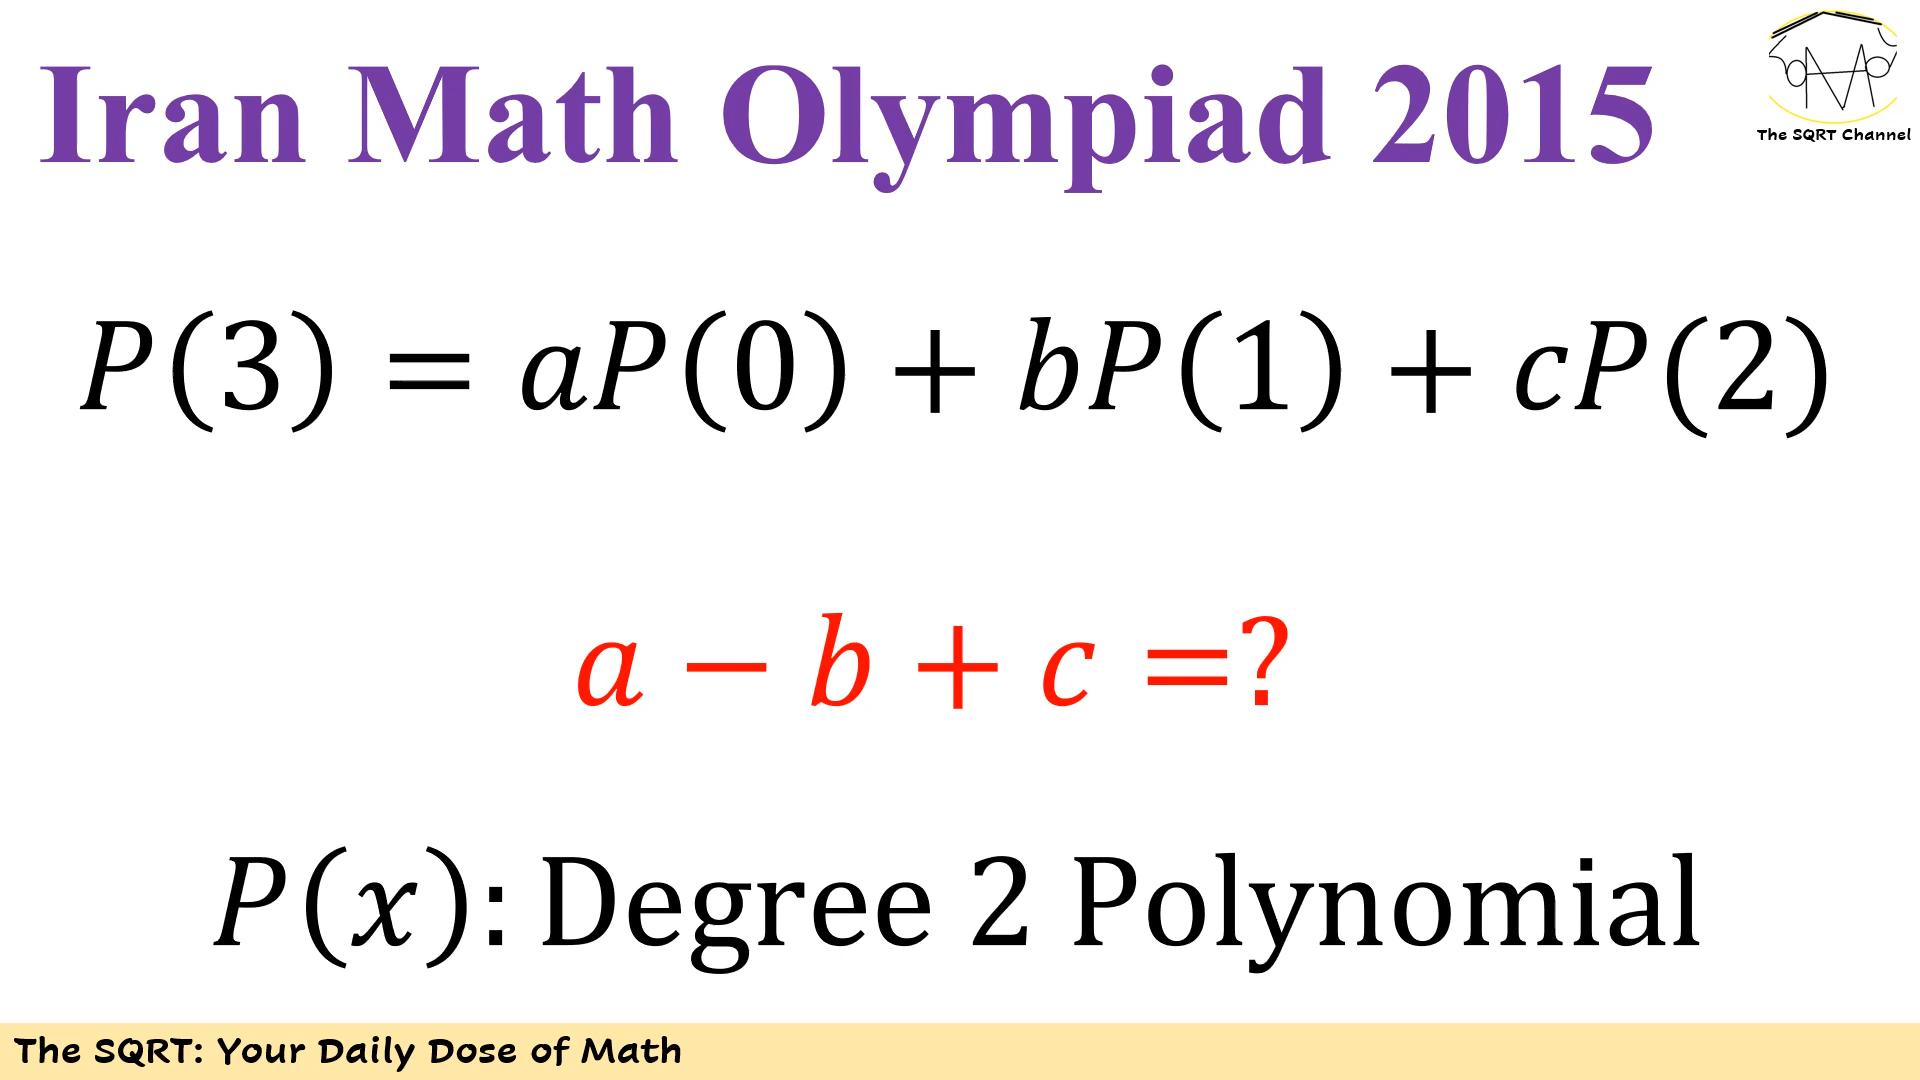 Iran Math Olympiad 2015
The SQRT Channel
P(3) = aP(0) + bP(1) + cP(2)
a − b + c =?
P(x): Degree 2 Polynomial
The SQRT: Your Daily Dose of Math